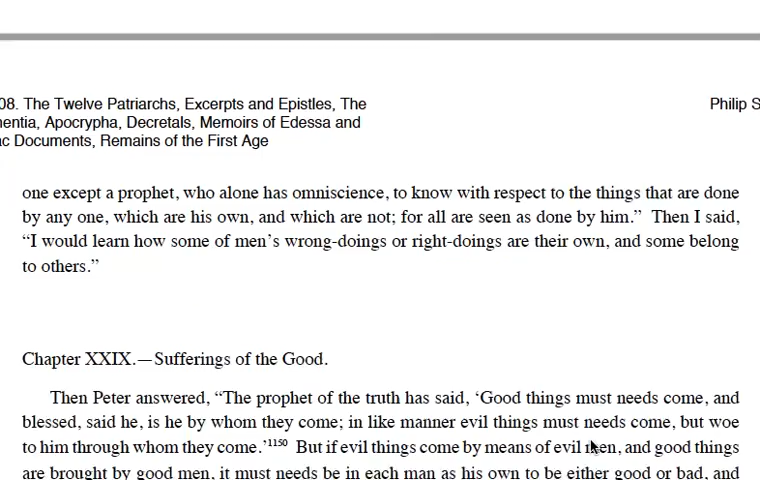 08. The Twelve Patriarchs, Excerpts and Epistles, The
Philip S
mentia, Apocrypha, Decretals, Memoirs of Edessa and
ac Documents, Remains of the First Age
one except a prophet, who alone has omniscience, to know with respect to the things that are done
by any one, which are his own, and which are not; for all are seen as done by him.” Then I said,
“I would learn how some of men’s wrong-doings or right-doings are their own, and some belong
to others.”
Chapter XXIX.—Sufferings of the Good.
Then Peter answered, “The prophet of the truth has said, ‘Good things must needs come, and
blessed, said he, is he by whom they come; in like manner evil things must needs come, but woe
to him through whom they come.’1150 But if evil things come by means of evil men, and good things
are brought by good men, it must needs be in each man as his own to be either good or bad, and